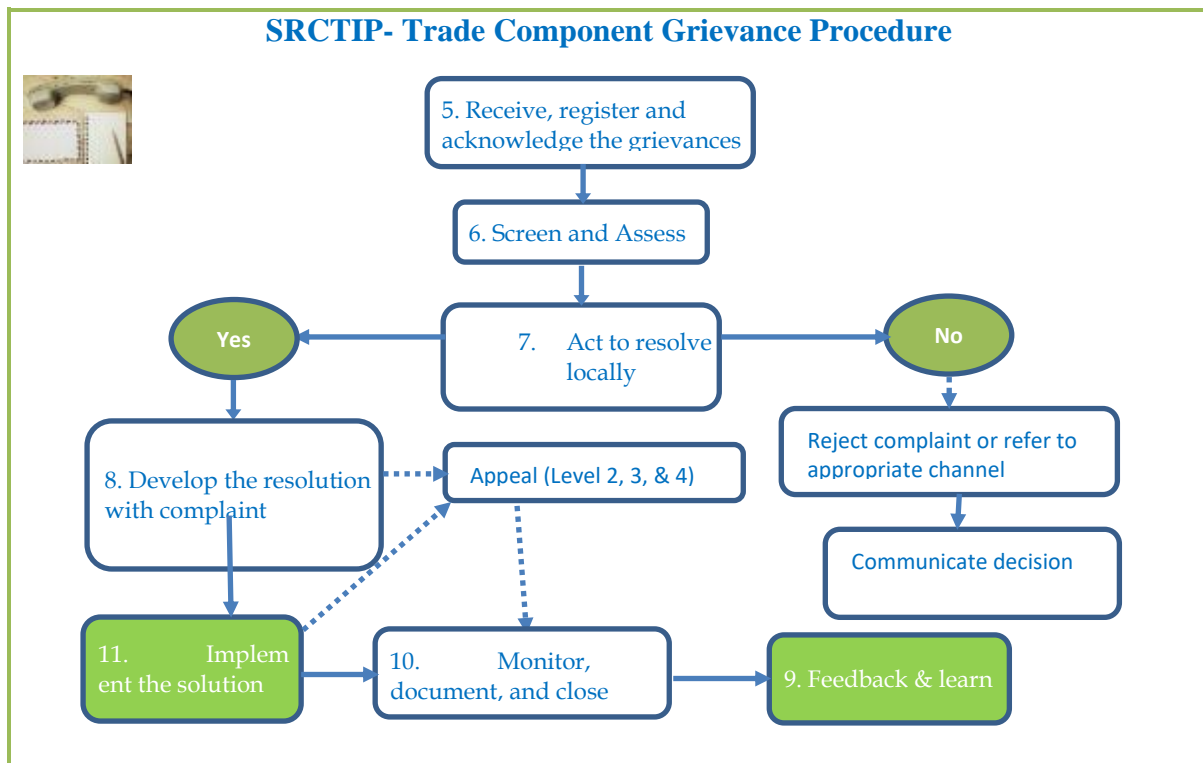 SRCTIP- Trade Component Grievance Procedure
5. Receive, register and
acknowledge the grievances
6. Screen and Assess
Yes
7. Act to resolve
locally
No
Reject complaint or refer to
appropriate channel
8. Develop the resolution
with complaint
Appeal (Level 2, 3, & 4)
Communicate decision
11. Implem
ent the solution
10. Monitor,
document, and close
9. Feedback & learn